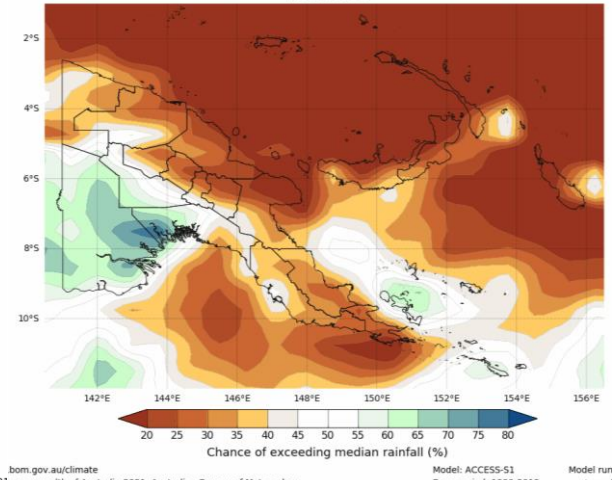 2°S
4°S
6°S
8°S
10°S
142°E 144°E 146°E 148°E 150°E 152°E 154°E 156°E
20 25 30 35 40 45 50 55 60 65 70 75 80
Chance of exceeding median rainfall (%)
.bom.gov.au/climate Model: ACCESS-S1 Model run